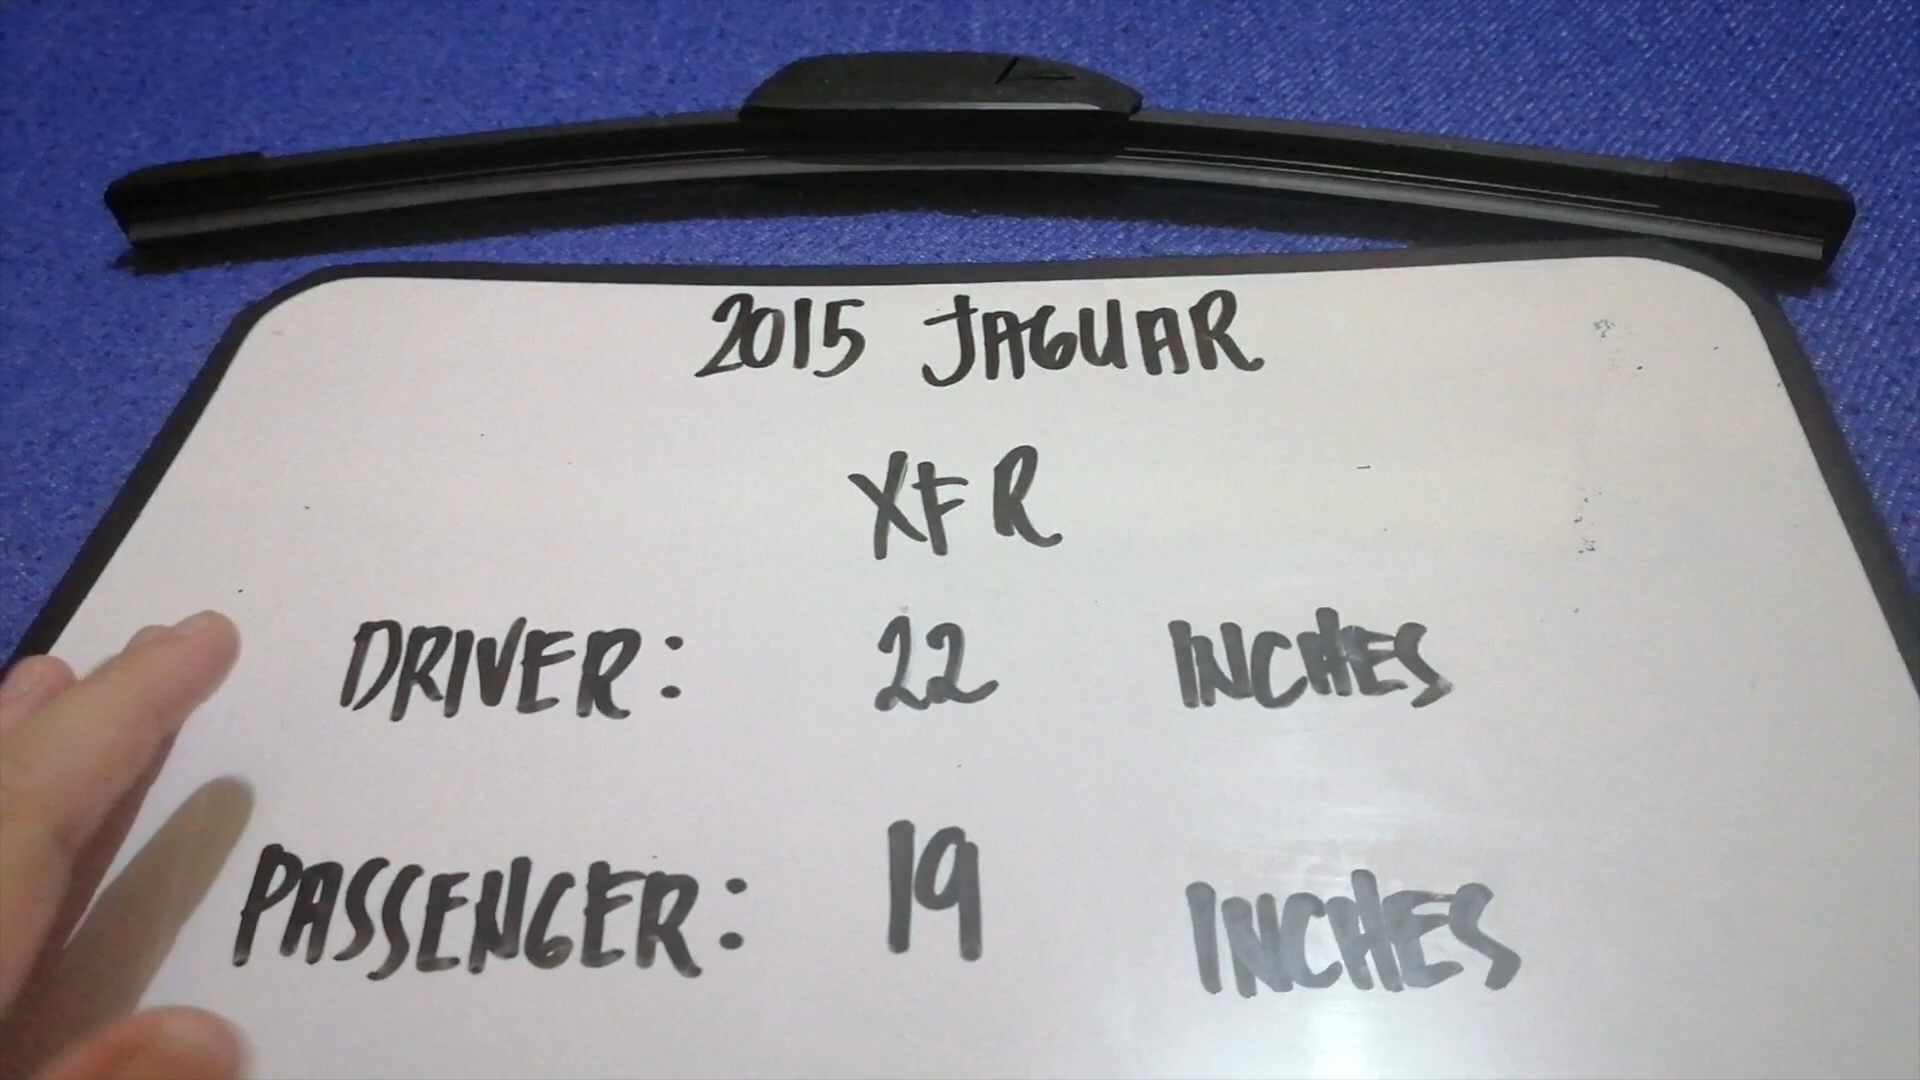 2015 JAGUAR
XFR
DRIVER: 22 INCHES
PASSENGER: 19 INCHES